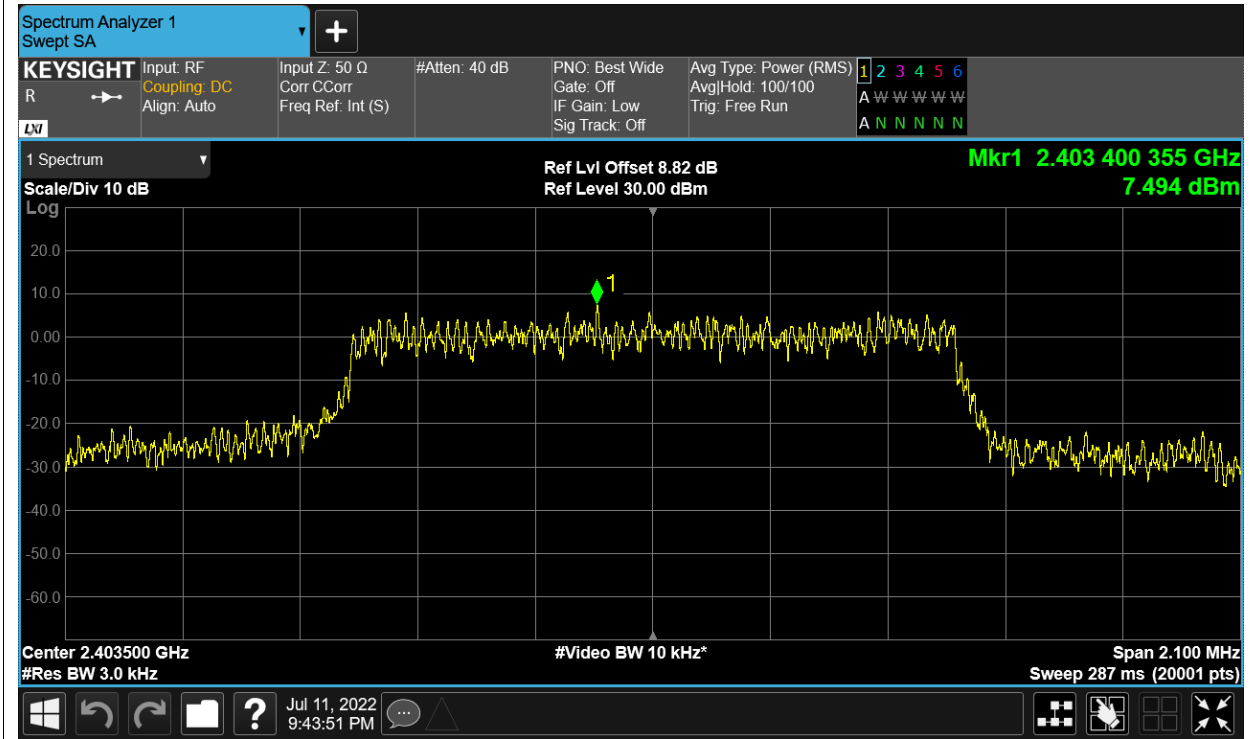 Spectrum Analyzer 1
Swept SA
+
KEYSIGHT
R
LXI
Input: RF
Coupling: DC
Align: Auto
Input Z: 50 Ω
Corr CCorr
Freq Ref: Int (S)
#Atten: 40 dB
PNO: Best Wide
Gate: Off
IF Gain: Low
Sig Track: Off
Avg Type: Power (RMS)
Avg|Hold: 100/100
Trig: Free Run
1 2 3 4 5 6
A W W W W W
A N N N N N
1 Spectrum
Scale/Div 10 dB
Log
Ref Lvl Offset 8.82 dB
Ref Level 30.00 dBm
Mkr1 2.403 400 355 GHz
7.494 dBm
20.0
10.0
0.00
-10.0
-20.0
-30.0
-40.0
-50.0
-60.0
1
Center 2.403500 GHz
#Res BW 3.0 kHz
#Video BW 10 kHz*
Span 2.100 MHz
Sweep 287 ms (20001 pts)
?
Jul 11, 2022
9:43:51 PM